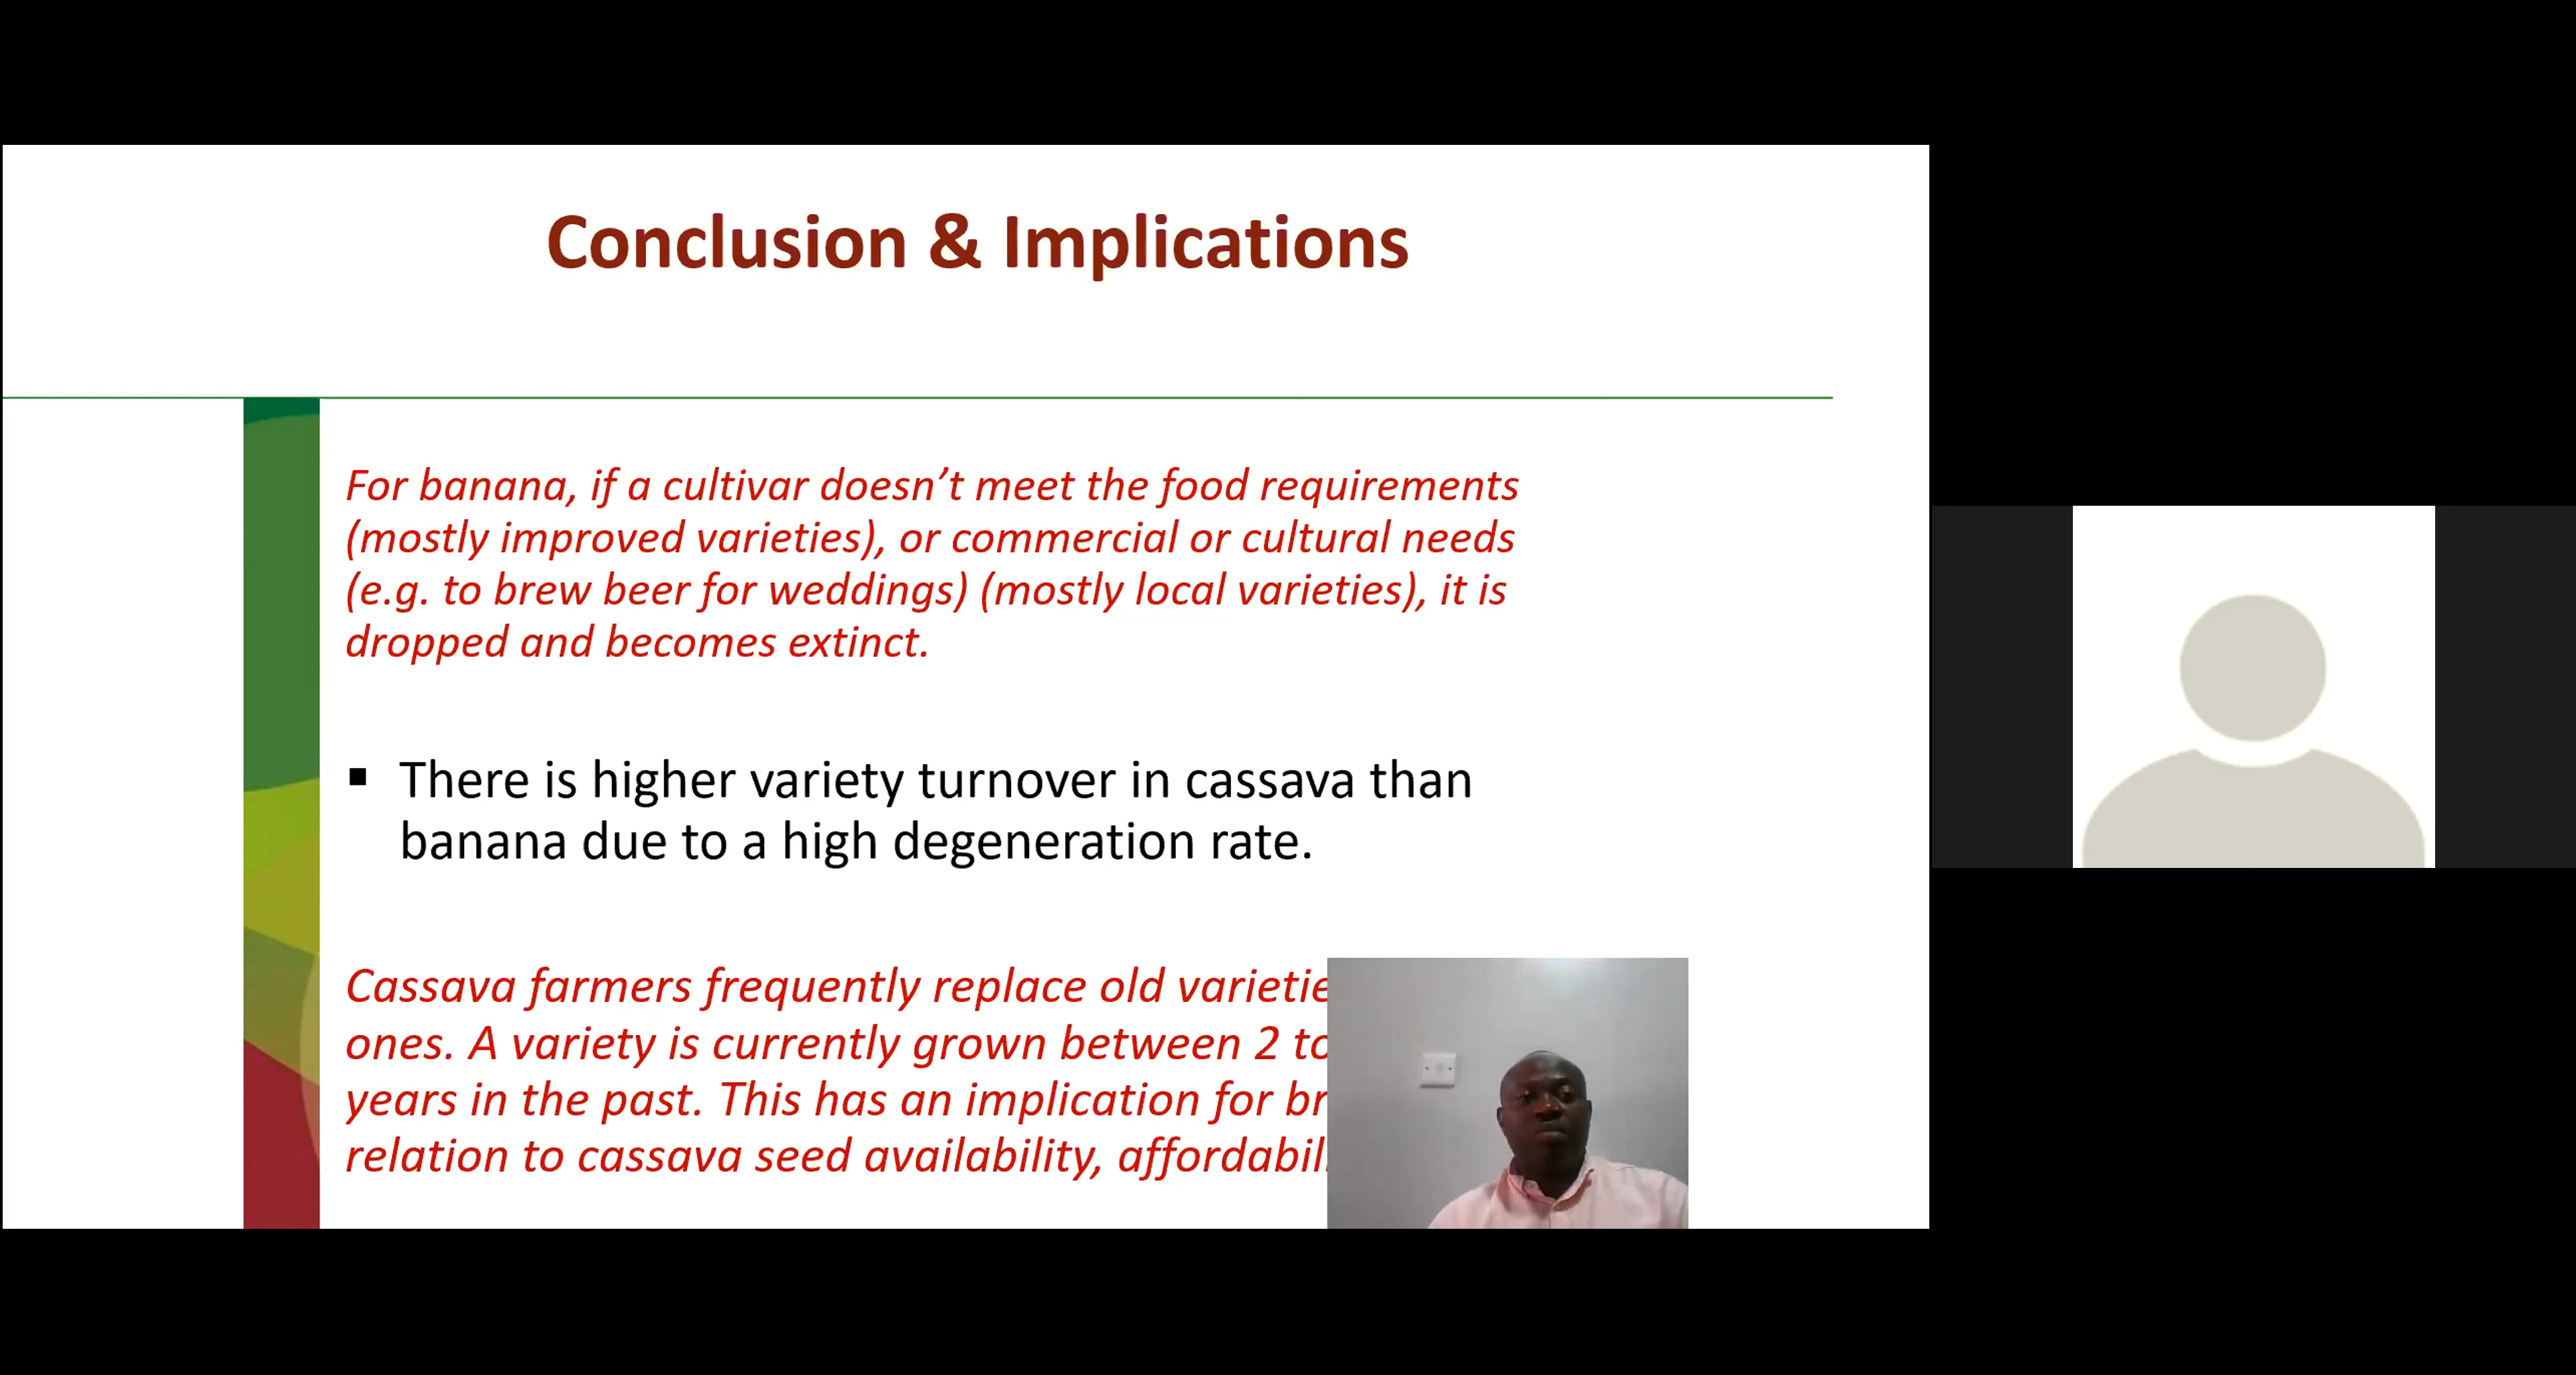 Conclusion & Implications
For banana, if a cultivar doesn’t meet the food requirements
(mostly improved varieties), or commercial or cultural needs
(e.g. to brew beer for weddings) (mostly local varieties), it is
dropped and becomes extinct.
▪ There is higher variety turnover in cassava than
banana due to a high degeneration rate.
Cassava farmers frequently replace old
ones. A variety is currently grown between 2 to
years in the past. This has an implication for
relation to cassava seed availability,